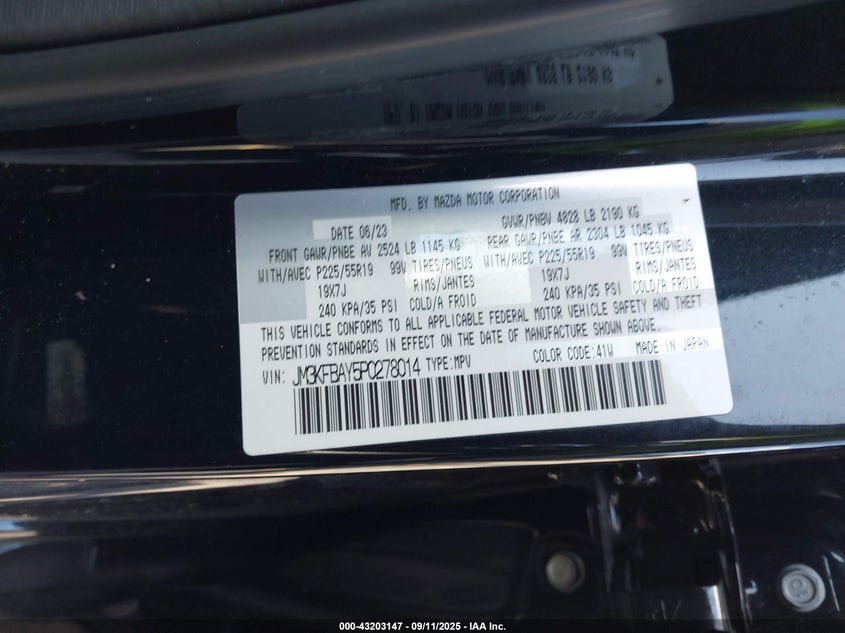 MFD. BY MAZDA MOTOR CORPORATION
DATE 06/23 GVWR/PNBV 4828 LB 2190 KG
FRONT GAWR/PNBE AV 2524 LB 1145 KG REAR GAWR/PNBE AR 2304 LB 1045 KG
WITH/AVEC P225/55R19 99V TIRES/PNEUS WITH/AVEC P225/55R19 99V TIRES/PNEUS
19X7J RIMS/JANTES 19X7J RIMS/JANTES
240 KPA/35 PSI COLD/A FROID 240 KPA/35 PSI COLD/A FROID
THIS VEHICLE CONFORMS TO ALL APPLICABLE FEDERAL MOTOR VEHICLE SAFETY AND THEFT
PREVENTION STANDARDS IN EFFECT ON THE DATE OF MANUFACTURE SHOWN ABOVE.
VIN: JM3KFBAY5P0278014 TYPE:MPV COLOR CODE:41W MADE IN JAPAN
000-43203147 - 09/11/2025 - IAA Inc.